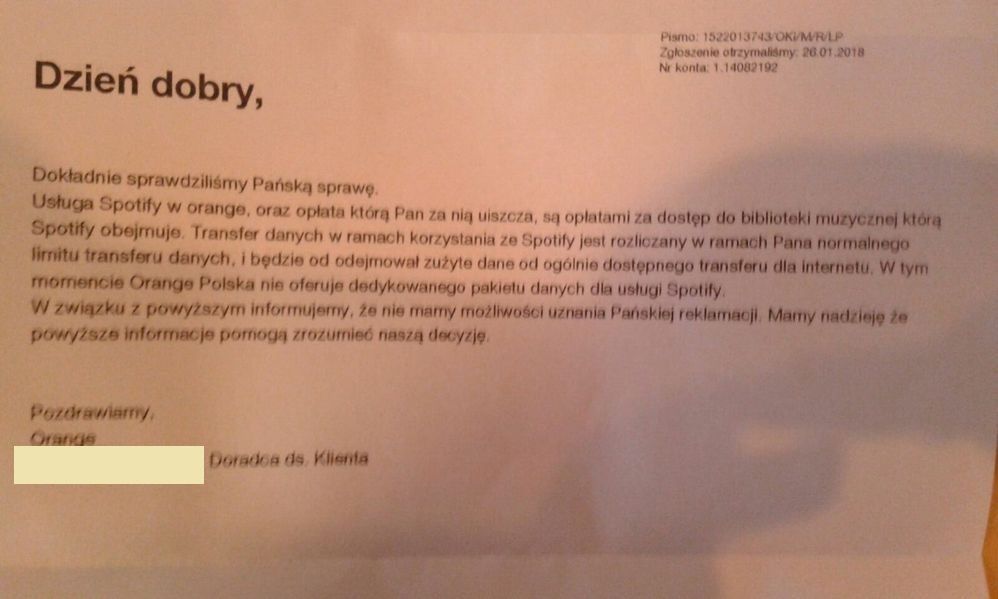 Pismo: 1522013743/OKI/M/R/LP
Zgłoszenie otrzymaliśmy: 26.01.2018
Nr konta: 1.14082192
Dzień dobry,
Dokładnie sprawdziliśmy Pańską sprawę.
Usługa Spotify w orange, oraz opłata którą Pan za nią uiszcza, są opłatami za dostęp do biblioteki muzycznej którą
Spotify obejmuje. Transfer danych w ramach korzystania ze Spotify jest rozliczany w ramach Pana normalnego
limitu transferu danych, i będzie od odejmował zużyte dane od ogólnie dostępnego transferu dla internetu. W tym
momencie Orange Polska nie oferuje dedykowanego pakietu danych dla usługi Spotify.
W związku z powyższym informujemy, że nie mamy możliwości uznania Pańskiej reklamacji. Mamy nadzieję że
powyższe informacje pomogą zrozumieć naszą decyzję.
Pozdrawiamy,
Orange
Doradca ds. Klienta